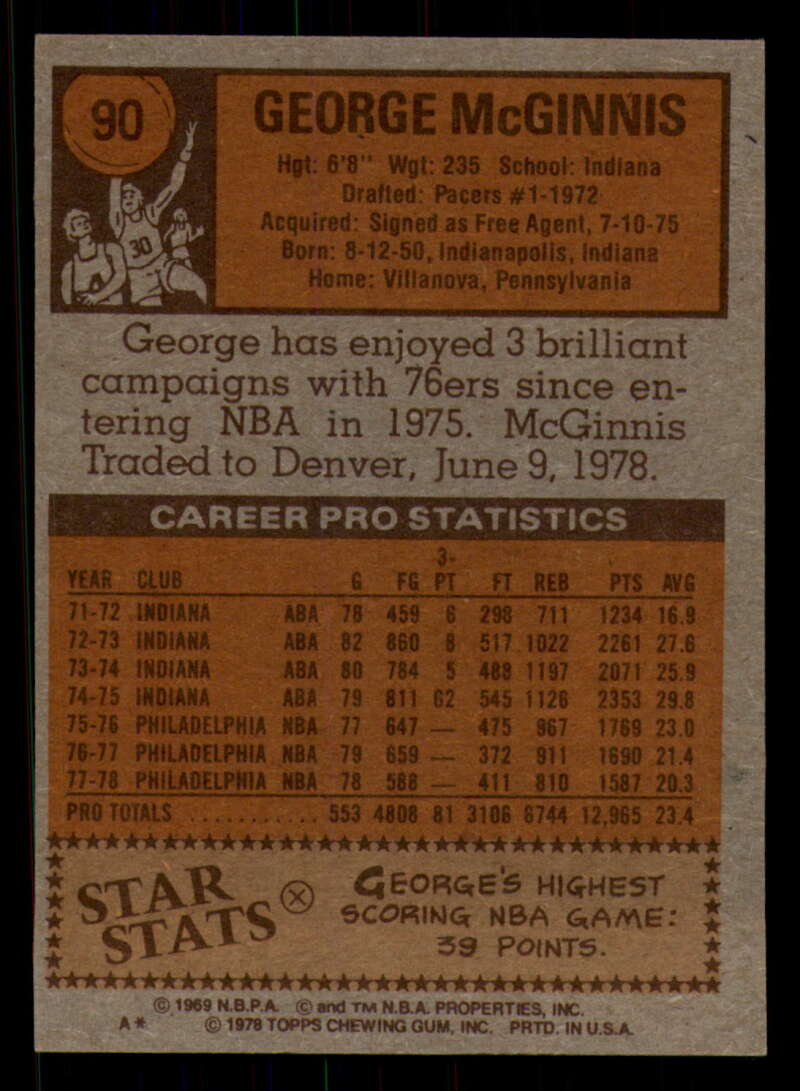 90
GEORGE McGINNIS
Hgt: 6'8" Wgt: 235 School: Indiana
Drafted: Pacers #1-1972
Acquired: Signed as Free Agent, 7-10-75
Born: 8-12-50, Indianapolis, Indiana
Home: Villanova, Pennsylvania
30
George has enjoyed 3 brilliant
campaigns with 76ers since en-
tering NBA in 1975. McGinnis
Traded to Denver, June 9, 1978.
CAREER PRO STATISTICS
3-
YEAR CLUB G FG PT FT REB PTS AVG
71-72 INDIANA ABA 78 459 6 298 711 1234 16.9
72-73 INDIANA ABA 82 860 8 517 1022 2261 27.6
73-74 INDIANA ABA 80 784 5 488 1197 2071 25.9
74-75 INDIANA ABA 79 811 62 545 1126 2353 29.8
75-76 PHILADELPHIA NBA 77 647 — 475 967 1769 23.0
76-77 PHILADELPHIA NBA 79 659 — 372 911 1690 21.4
77-78 PHILADELPHIA NBA 78 588 — 411 810 1587 20.3
PRO TOTALS ........... 553 4808 81 3106 6744 12,965 23.4
STAR
STATS
GEORGE'S HIGHEST
SCORING NBA GAME:
39 POINTS.
© 1969 N.B.P.A. © and TM N.B.A. PROPERTIES, INC.
A* © 1978 TOPPS CHEWING GUM, INC. PRTD. IN U.S.A.